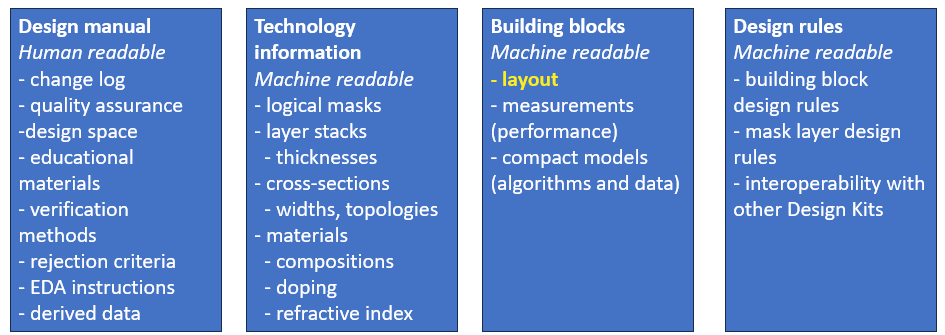 Design manual
Human readable
- change log
- quality assurance
-design space
- educational
materials
- verification
methods
- rejection criteria
- EDA instructions
- derived data
Technology
information
Machine readable
- logical masks
- layer stacks
- thicknesses
- cross-sections
- widths, topologies
- materials
- compositions
- doping
- refractive index
Building blocks
Machine readable
- layout
- measurements
(performance)
- compact models
(algorithms and data)
Design rules
Machine readable
- building block
design rules
- mask layer design
rules
- interoperability with
other Design Kits